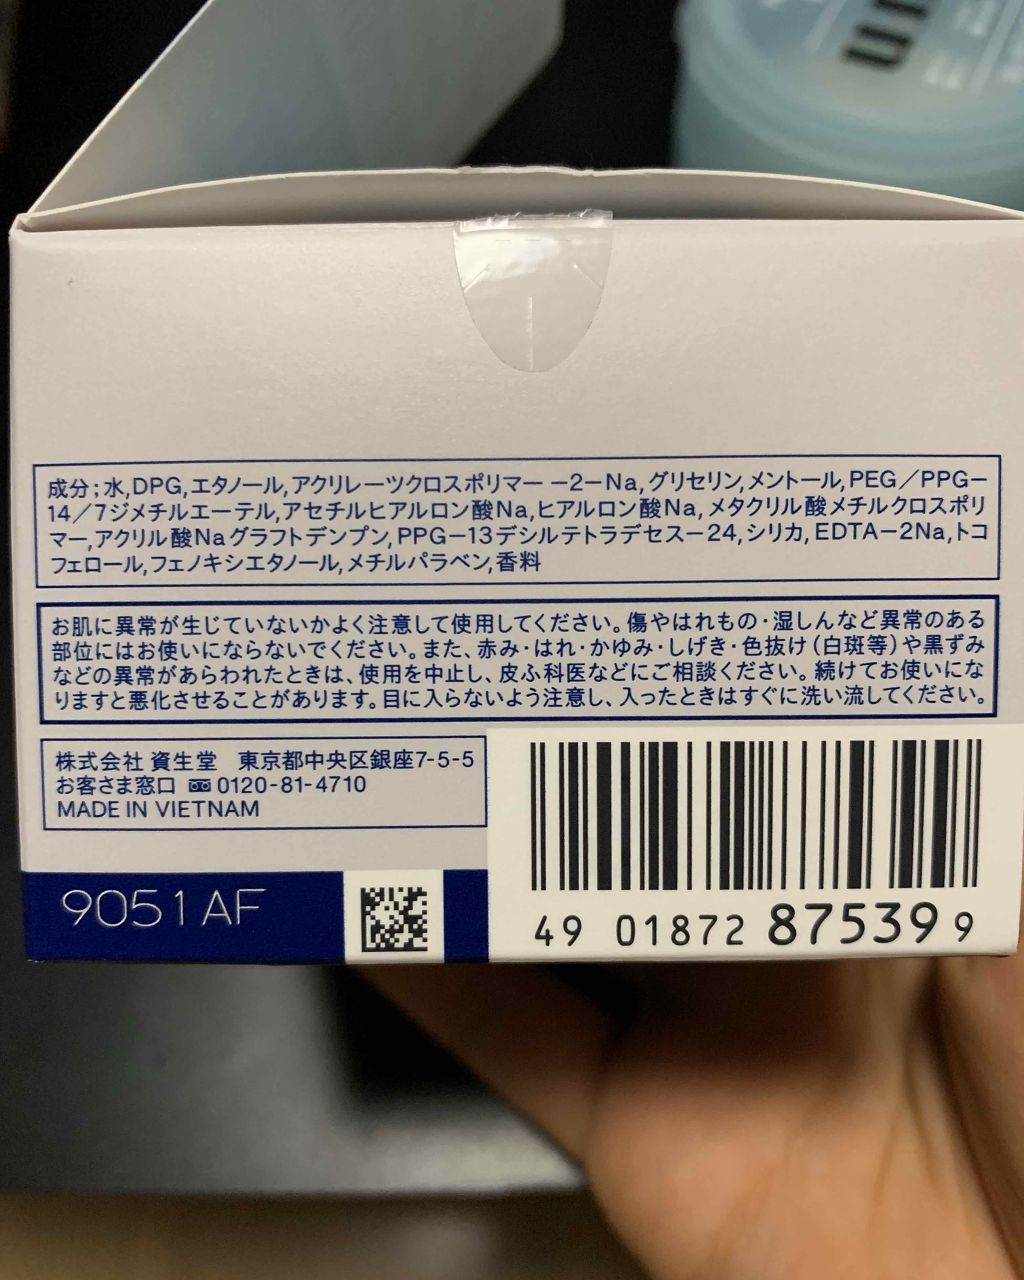 成分;水,DPG,エタノール,アクリレーツクロスポリマー −2−Na,グリセリン,メントール,PEG／PPG−
14／7ジメチルエーテル,アセチルヒアルロン酸Na,ヒアルロン酸Na,メタクリル酸メチルクロスポリ
マー,アクリル酸Naグラフトデンプン,PPG−13デシルテトラデセス−24,シリカ,EDTA−2Na,トコ
フェロール,フェノキシエタノール,メチルパラベン,香料
お肌に異常が生じていないかよく注意して使用してください。傷やはれもの・湿しんなど異常のある
部位にはお使いにならないでください。また、赤み・はれ・かゆみ・しげき・色抜け(白斑等)や黒ずみ
などの異常があらわれたときは、使用を中止し、皮ふ科医などにご相談ください。続けてお使いにな
りますと悪化させることがあります。目に入らないよう注意し、入ったときはすぐに洗い流してください。
株式会社 資生堂　東京都中央区銀座7-5-5
お客さま窓口 0120-81-4710
MADE IN VIETNAM
9051AF
49 01872 875399